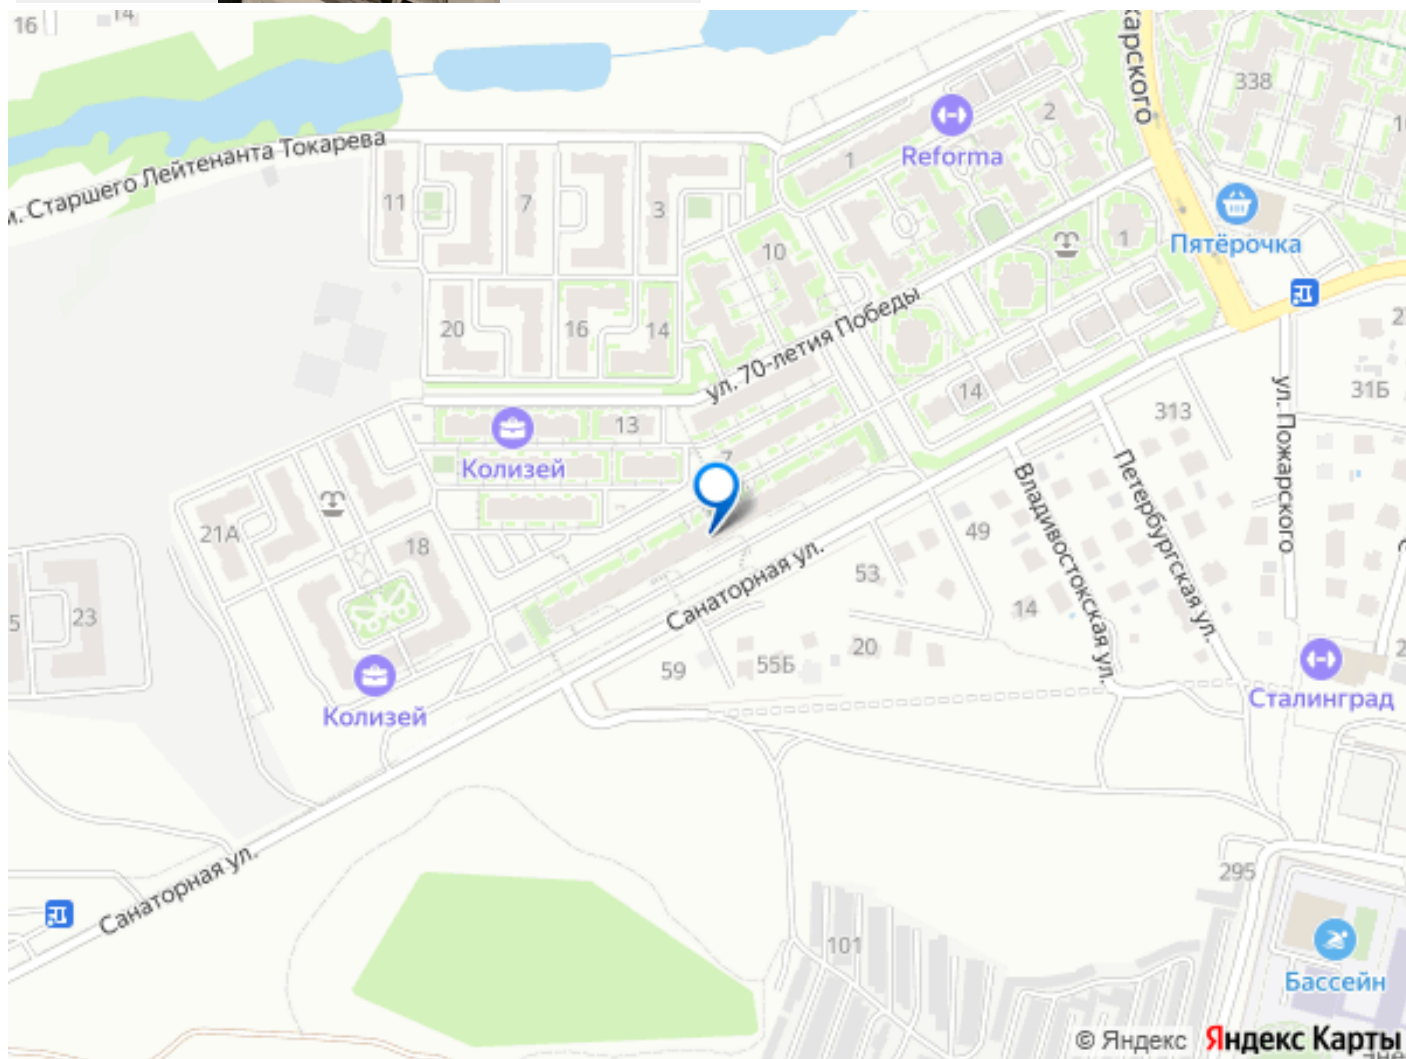 16
14
карского
338
2
м. Старшего Лейтенанта Токарева
1
Reforma
11
7
3
10
1
Пятёрочка
20
16
14
ул. 70-летия Победы
14
313
31Б
ул. Пожарского
13
Колизей
7
21А
18
Владивостокская ул.
Петербургская ул.
49
53
Санаторная ул.
14
23
5
59
55Б
20
Сталинград
Колизей
Санаторная ул.
295
101
Бассейн
© Яндекс
Яндекс Карты